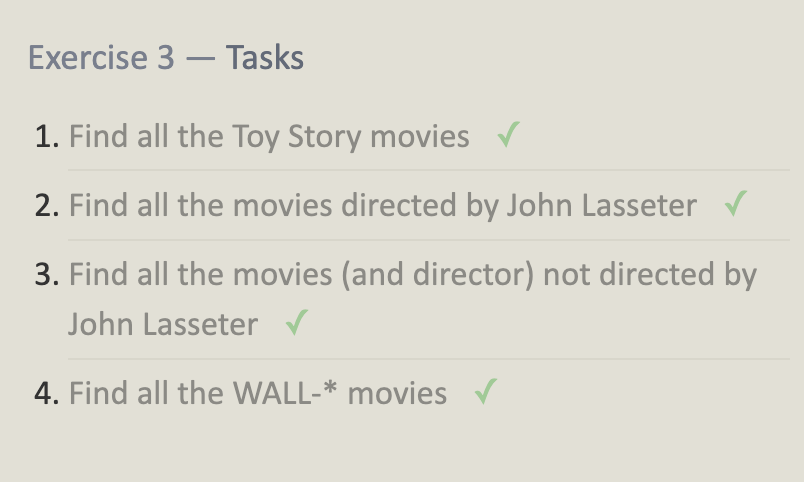 Exercise 3 — Tasks
1. Find all the Toy Story movies ✓
2. Find all the movies directed by John Lasseter ✓
3. Find all the movies (and director) not directed by
John Lasseter ✓
4. Find all the WALL-* movies ✓